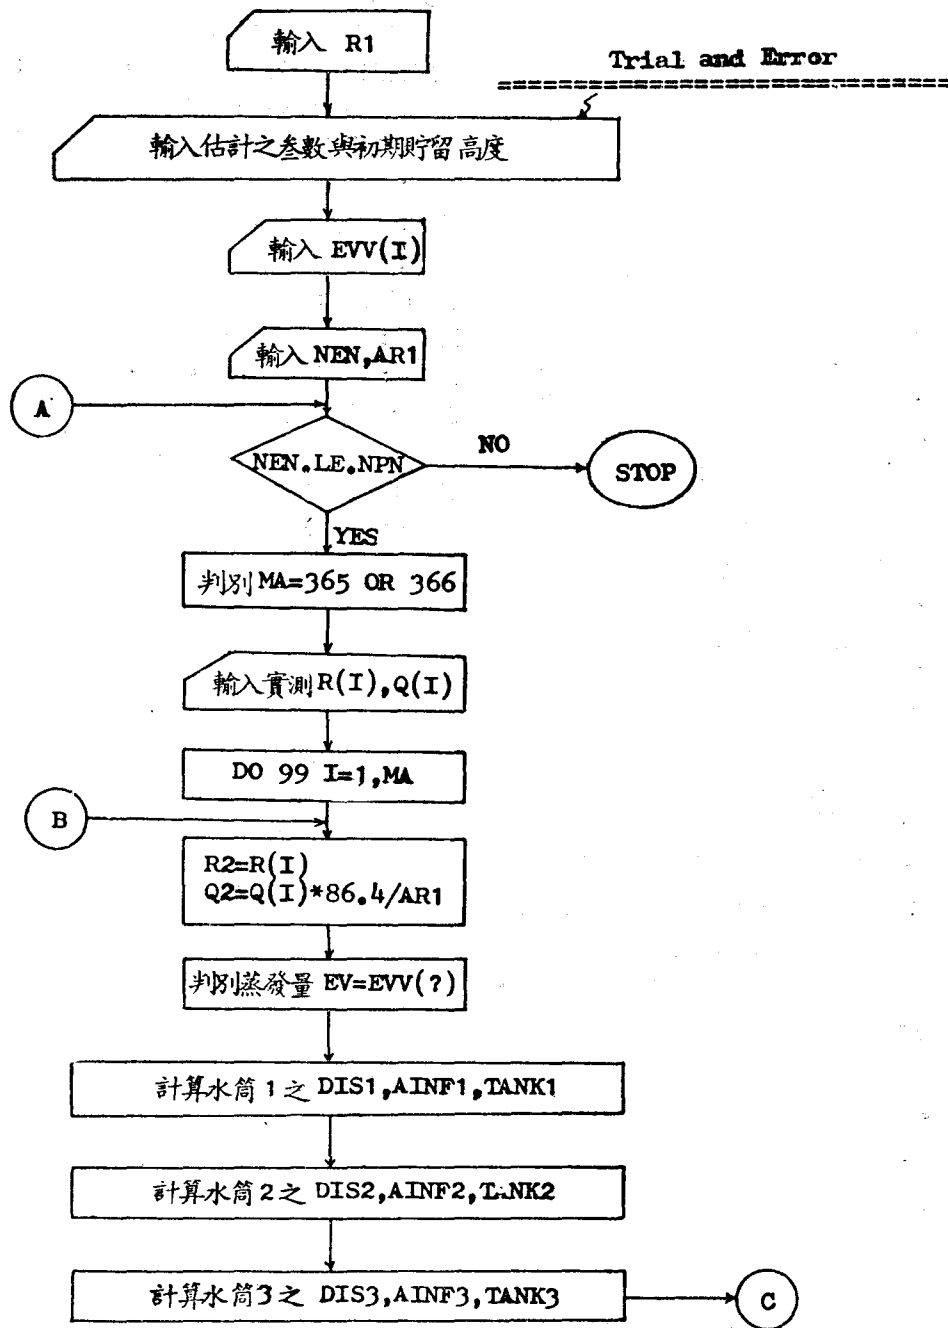 輸入 R1
Trial and Error
輸入估計之叁數與初期貯留高度
輸入 EVV(I)
輸入 NEN,AR1
A
NEN.LE.NPN
NO
STOP
YES
判別 MA=365 OR 366
輸入實測 R(I),Q(I)
DO 99 I=1,MA
B
R2=R(I)
Q2=Q(I)*86.4/AR1
判別蒸發量 EV=EVV(?)
計算水筒 1 之 DIS1,AINF1,TANK1
計算水筒 2 之 DIS2,AINF2,TANK2
計算水筒 3 之 DIS3,AINF3,TANK3
C